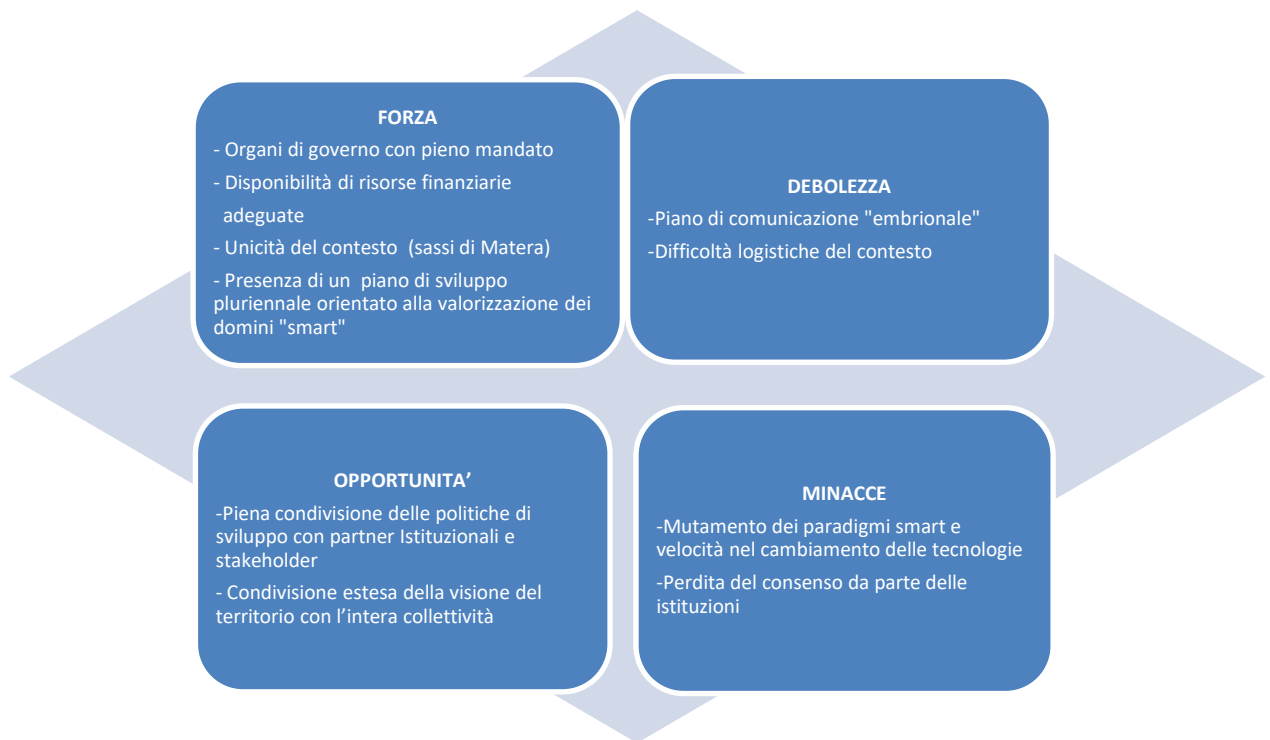 FORZA
- Organi di governo con pieno mandato
- Disponibilità di risorse finanziarie
adeguate
- Unicità del contesto (sassi di Matera)
- Presenza di un piano di sviluppo
pluriennale orientato alla valorizzazione dei
domini "smart"
DEBOLEZZA
-Piano di comunicazione "embrionale"
-Difficoltà logistiche del contesto
OPPORTUNITA’
-Piena condivisione delle politiche di
sviluppo con partner Istituzionali e
stakeholder
- Condivisione estesa della visione del
territorio con l’intera collettività
MINACCE
-Mutamento dei paradigmi smart e
velocità nel cambiamento delle tecnologie
-Perdita del consenso da parte delle
istituzioni